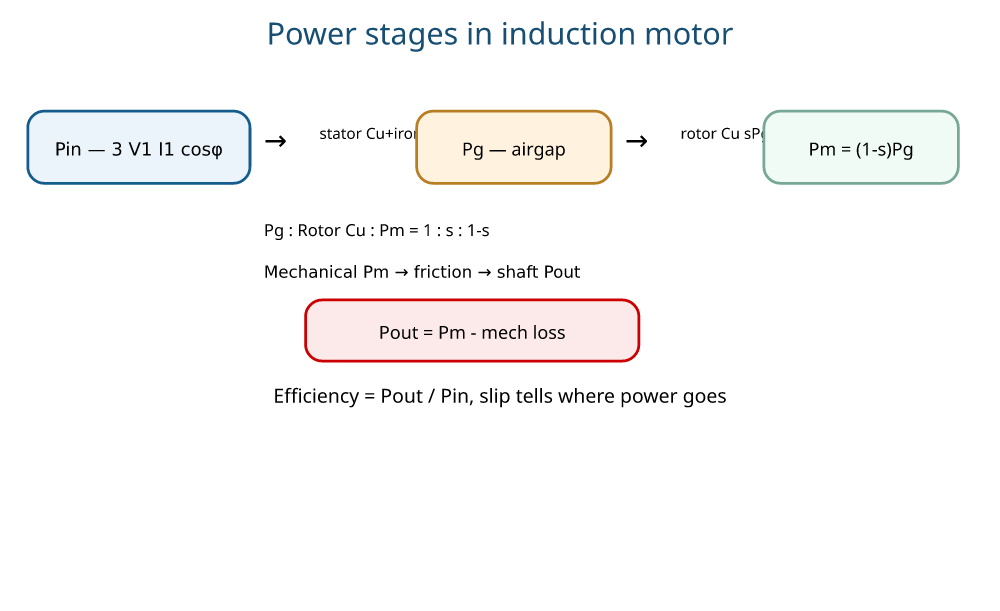 Power stages in induction motor
Pin — 3 V1 I1 cosφ
→
stator Cu+iron
Pg — airgap
→
rotor Cu sPg
Pm = (1-s)Pg
Pg : Rotor Cu : Pm = 1 : s : 1-s
Mechanical Pm → friction → shaft Pout
Pout = Pm - mech loss
Efficiency = Pout / Pin, slip tells where power goes